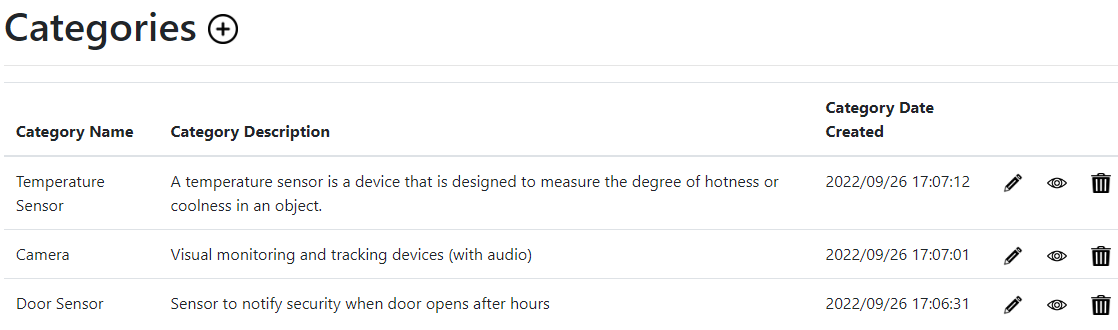 Categories
Category Name Category Description Category Date
Created
Temperature
Sensor A temperature sensor is a device that is designed to measure the degree of hotness or
coolness in an object. 2022/09/26 17:07:12
Camera Visual monitoring and tracking devices (with audio) 2022/09/26 17:07:01
Door Sensor Sensor to notify security when door opens after hours 2022/09/26 17:06:31